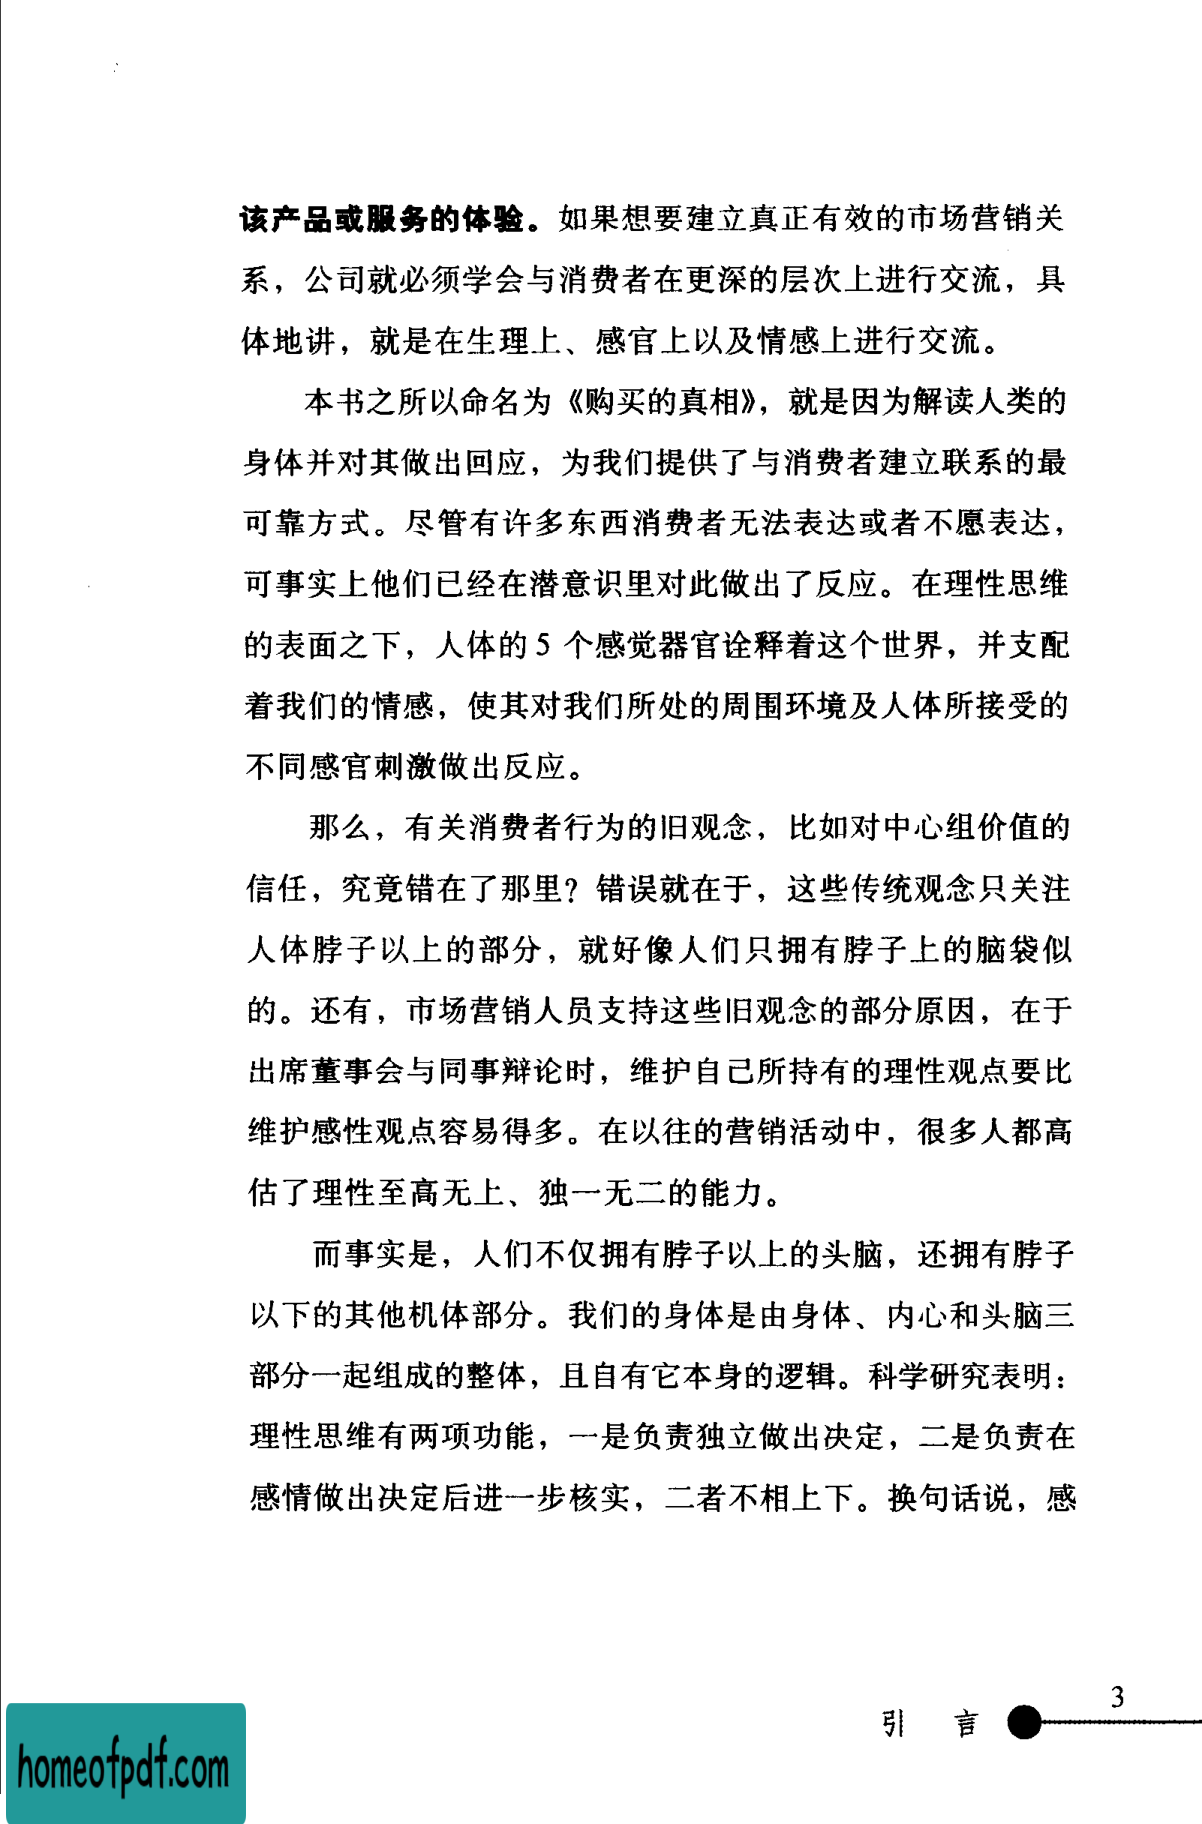 该产品或服务的体验。如果想要建立真正有效的市场营销关
系，公司就必须学会与消费者在更深的层次上进行交流，具
体地讲，就是在生理上、感官上以及情感上进行交流。
本书之所以命名为《购买的真相》，就是因为解读人类的
身体并对其做出回应，为我们提供了与消费者建立联系的最
可靠方式。尽管有许多东西消费者无法表达或者不愿表达，
可事实上他们已经在潜意识里对此做出了反应。在理性思维
的表面之下，人体的5个感觉器官诠释着这个世界，并支配
着我们的情感，使其对我们所处的周围环境及人体所接受的
不同感官刺激做出反应。
那么，有关消费者行为的旧观念，比如对中心组价值的
信任，究竟错在了那里？错误就在于，这些传统观念只关注
人体脖子以上的部分，就好像人们只拥有脖子上的脑袋似
的。还有，市场营销人员支持这些旧观念的部分原因，在于
出席董事会与同事辩论时，维护自己所持有的理性观点要比
维护感性观点容易得多。在以往的营销活动中，很多人都高
估了理性至高无上、独一无二的能力。
而事实是，人们不仅拥有脖子以上的头脑，还拥有脖子
以下的其他机体部分。我们的身体是由身体、内心和头脑三
部分一起组成的整体，且自有它本身的逻辑。科学研究表明：
理性思维有两项功能，一是负责独立做出决定，二是负责在
感情做出决定后进一步核实，二者不相上下。换句话说，感
引 言
3
homeofpdf.com